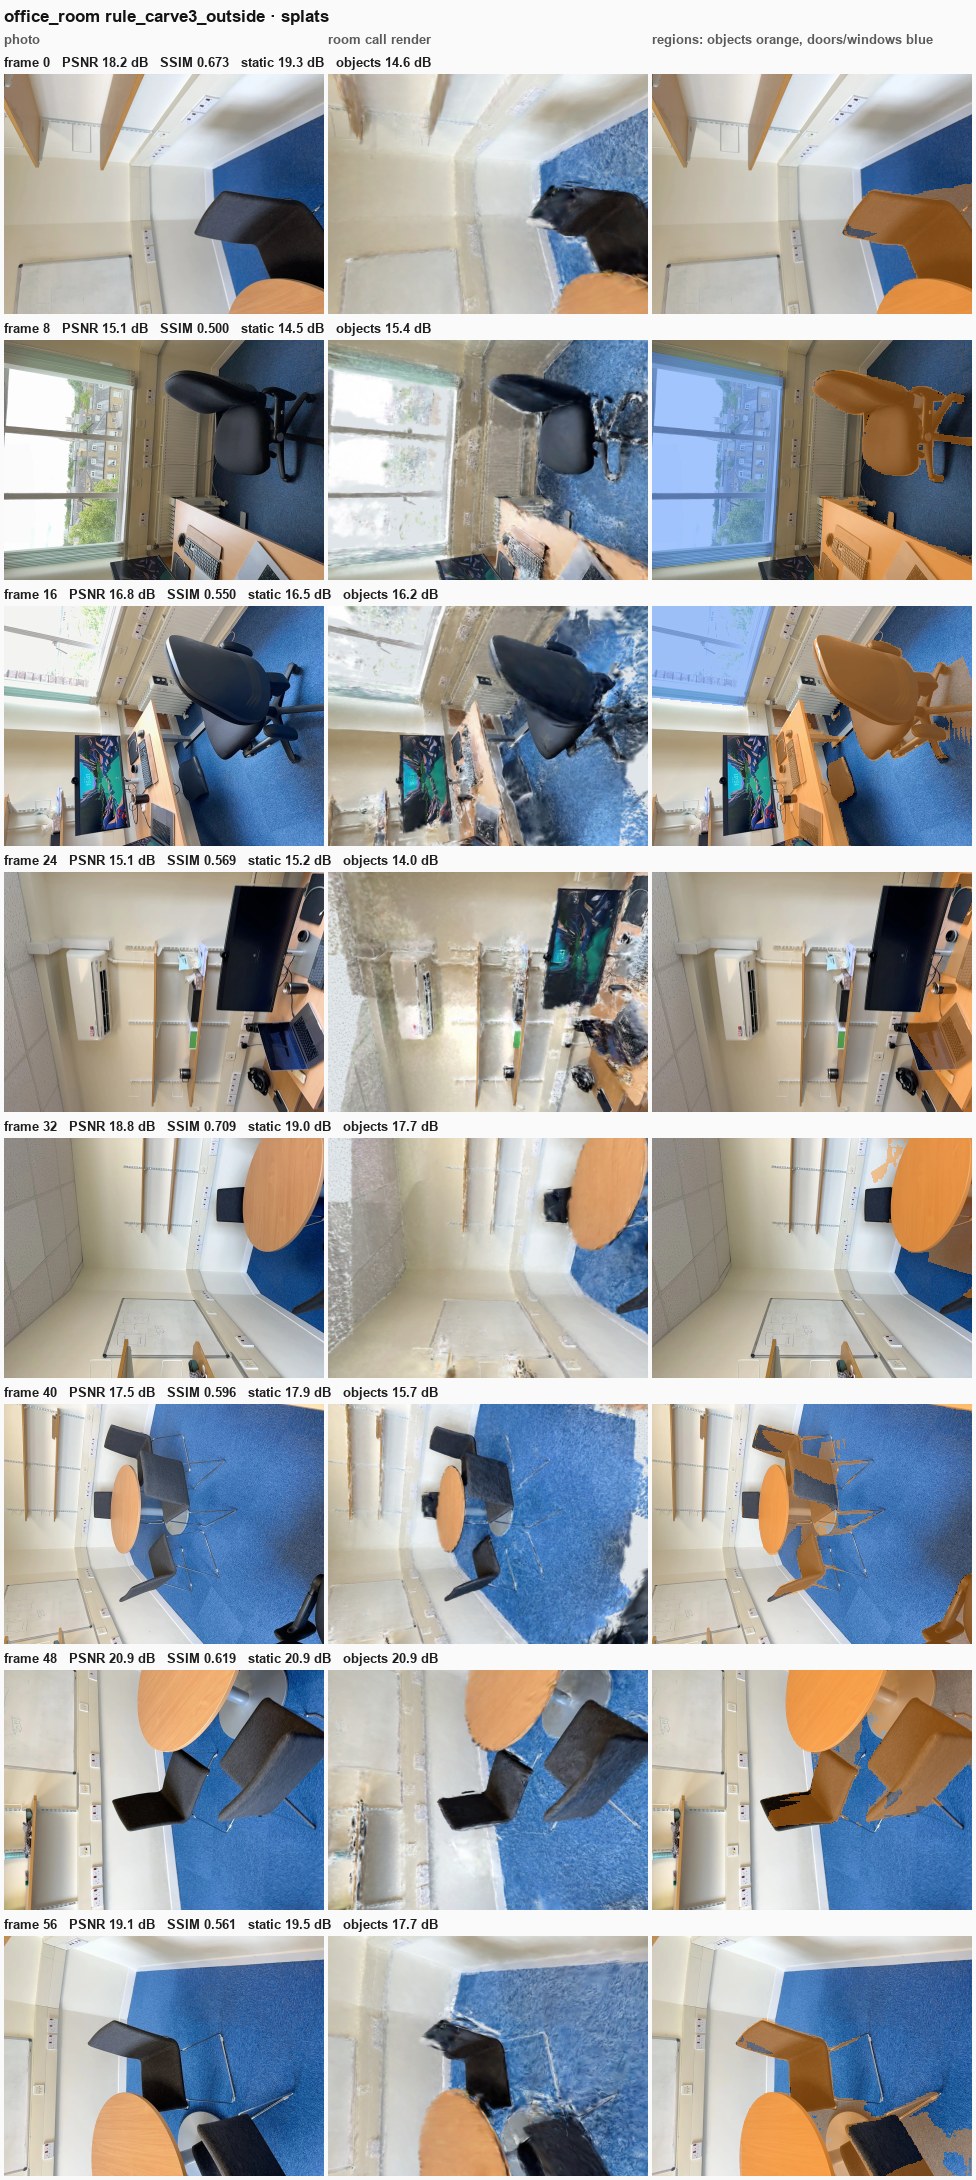 office_room rule_carve3_outside · splats
photo room call render regions: objects orange, doors/windows blue
frame 0 PSNR 18.2 dB SSIM 0.673 static 19.3 dB objects 14.6 dB
frame 8 PSNR 15.1 dB SSIM 0.500 static 14.5 dB objects 15.4 dB
frame 16 PSNR 16.8 dB SSIM 0.550 static 16.5 dB objects 16.2 dB
frame 24 PSNR 15.1 dB SSIM 0.569 static 15.2 dB objects 14.0 dB
frame 32 PSNR 18.8 dB SSIM 0.709 static 19.0 dB objects 17.7 dB
frame 40 PSNR 17.5 dB SSIM 0.596 static 17.9 dB objects 15.7 dB
frame 48 PSNR 20.9 dB SSIM 0.619 static 20.9 dB objects 20.9 dB
frame 56 PSNR 19.1 dB SSIM 0.561 static 19.5 dB objects 17.7 dB